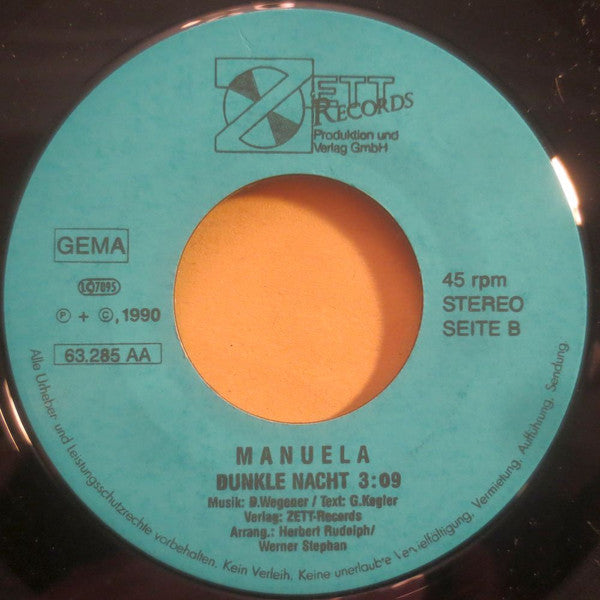 ZETT
RECORDS
Produktion und
Verlag GmbH
GEMA
LC 7095
℗ + ©, 1990
63.285 AA
45 rpm
STEREO
SEITE B
MANUELA
DUNKLE NACHT 3:09
Musik: D.Wegener / Text: G.Kegler
Verlag: ZETT-Records
Arrang.: Herbert Rudolph/
Werner Stephan
Alle Urheber- und Leistungsschutzrechte vorbehalten. Kein Verleih. Keine unerlaubte Vervielfältigung, Vermietung, Aufführung, Sendung.